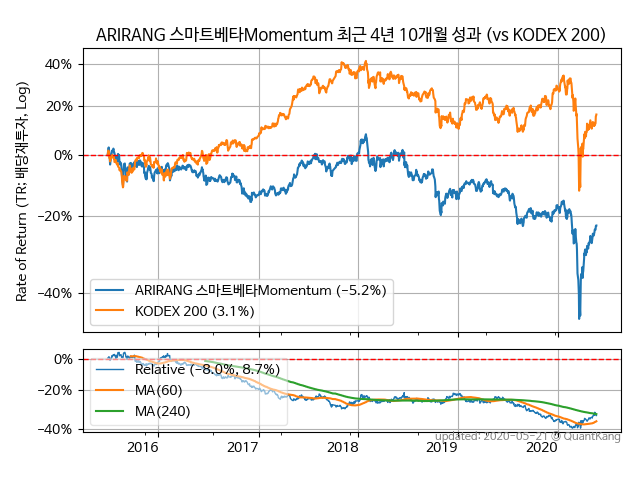 ARIRANG 스마트베타Momentum 최근 4년 10개월 성과 (vs KODEX 200)
Rate of Return (TR: 배당재투자, Log)
40%
20%
0%
−20%
−40%
ARIRANG 스마트베타Momentum (−5.2%)
KODEX 200 (3.1%)
0%
−20%
−40%
Relative (−8.0%, 8.7%)
MA(60)
MA(240)
2016 2017 2018 2019 2020
updated: 2020-05-21 @ QuantKang